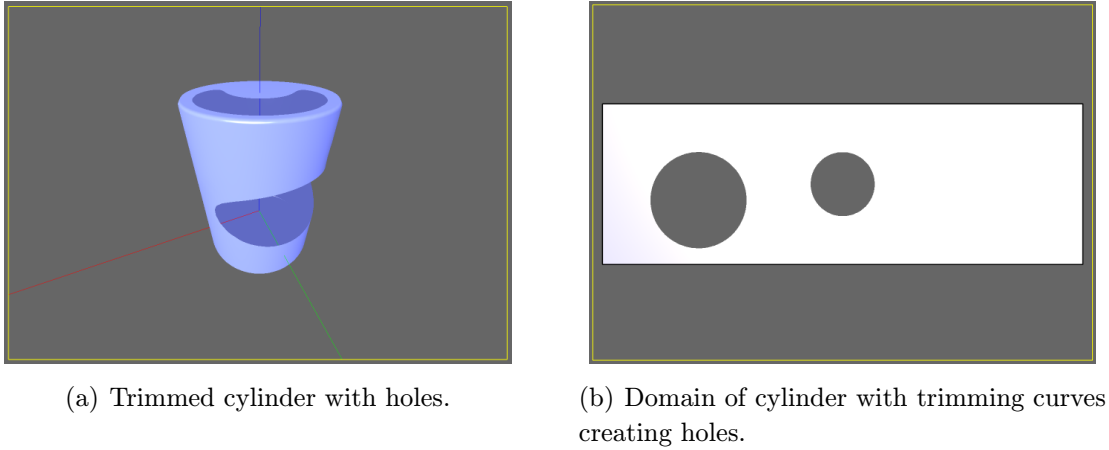 (a) Trimmed cylinder with holes.
(b) Domain of cylinder with trimming curves
creating holes.